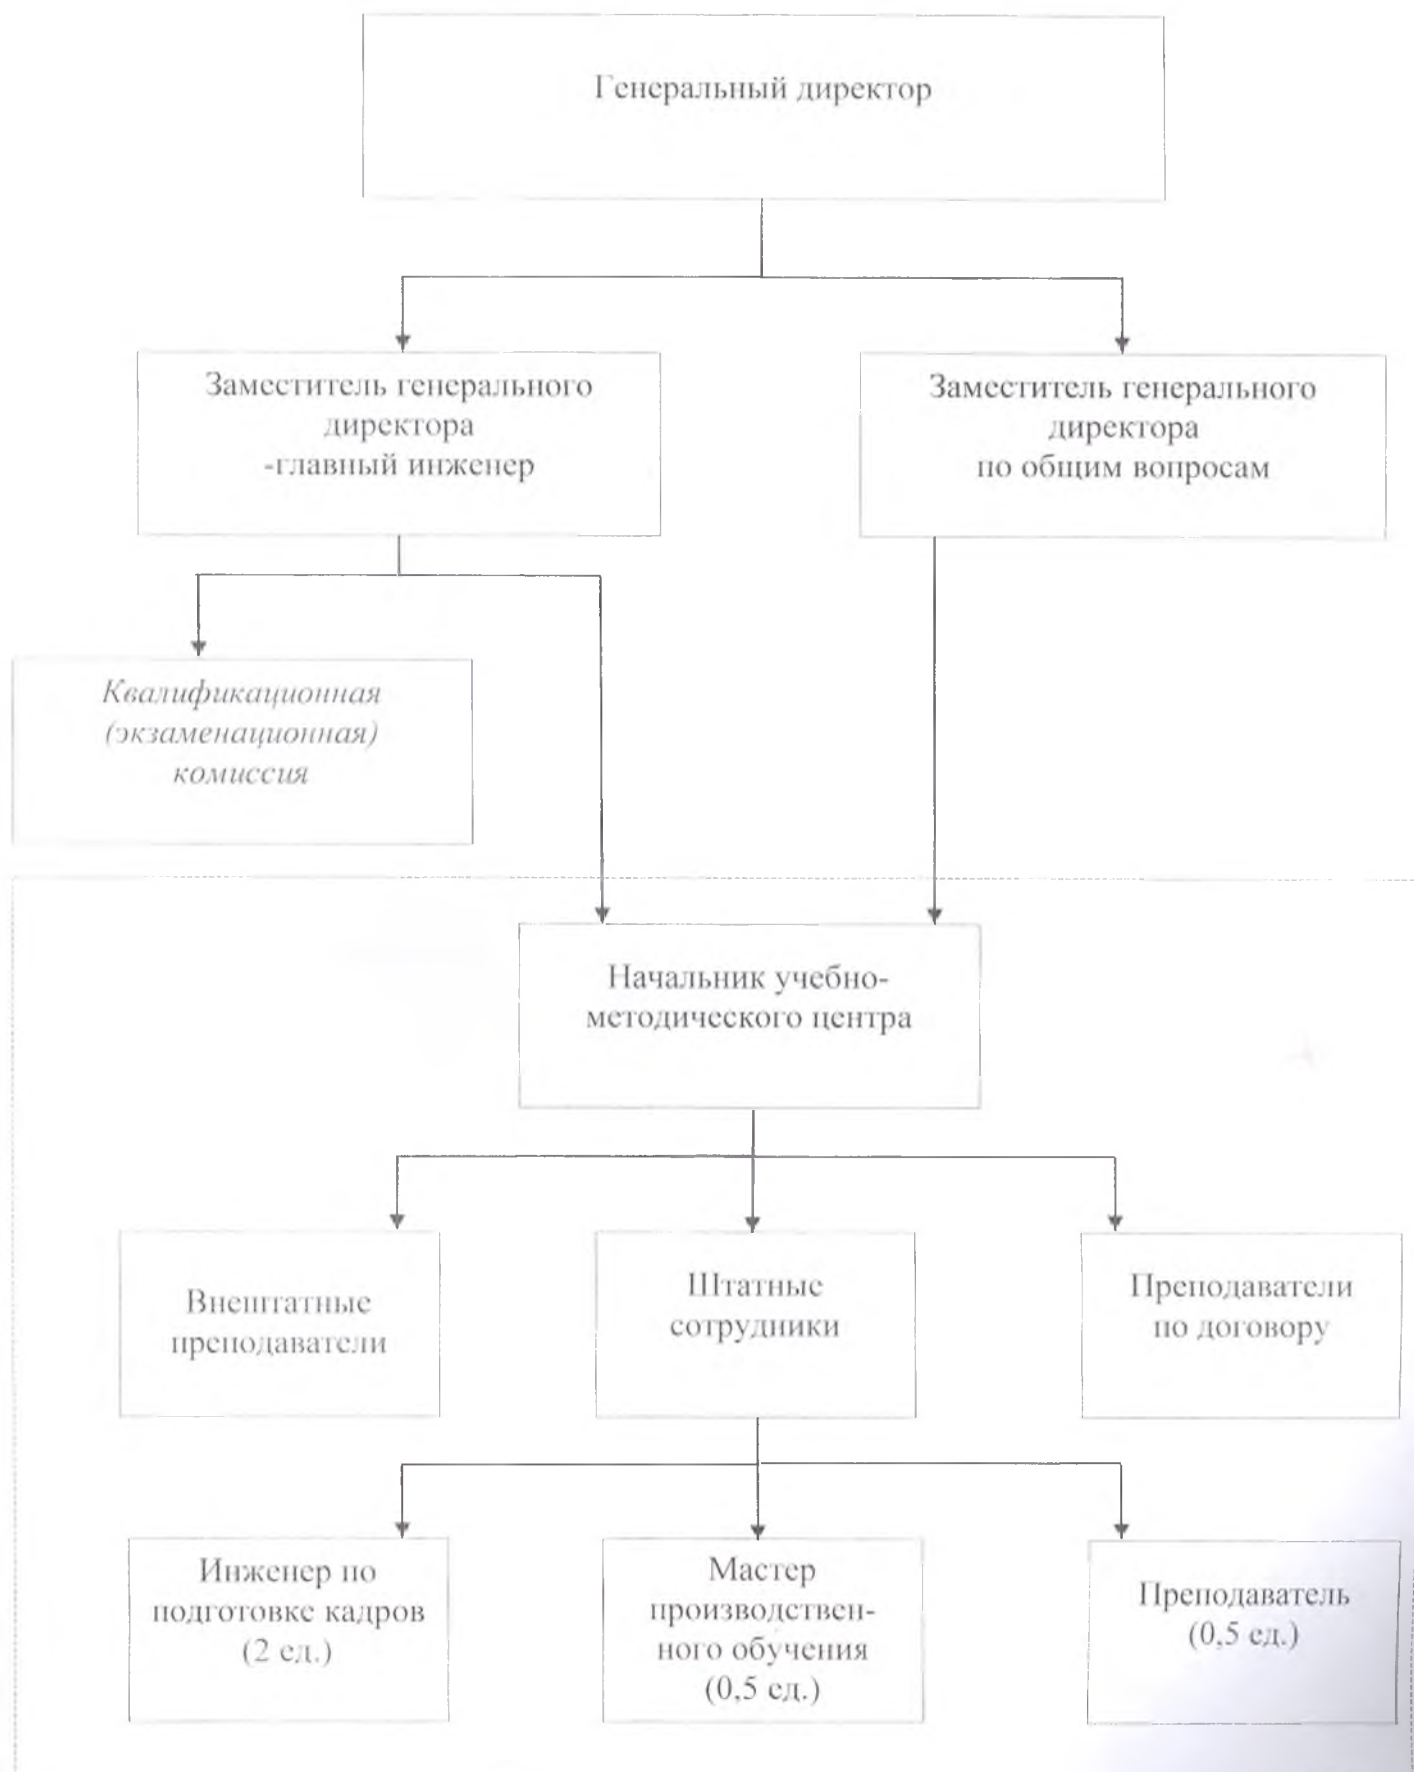 Генеральный директор
Заместитель генерального
директора
-главный инженер
Заместитель генерального
директора
по общим вопросам
Квалификационная
(экзаменационная)
комиссия
Начальник учебно-
методического центра
Внештатные
преподаватели
Штатные
сотрудники
Преподаватели
по договору
Инженер по
подготовке кадров
(2 ед.)
Мастер
производствен-
ного обучения
(0,5 ед.)
Преподаватель
(0,5 ед.)